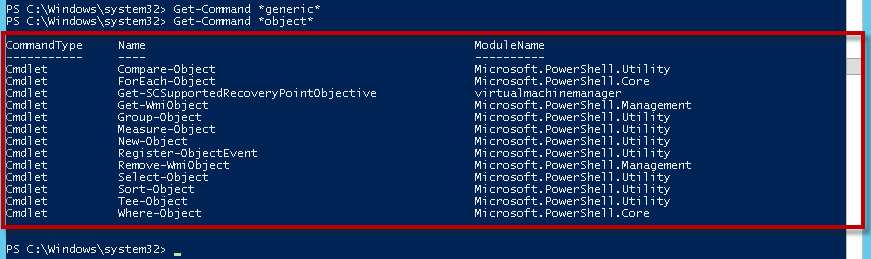 PS C:\Windows\system32> Get-Command *generic*
PS C:\Windows\system32> Get-Command *object*
CommandType     Name                                               ModuleName
-----------     ----                                               ----------
Cmdlet          Compare-Object                                     Microsoft.PowerShell.Utility
Cmdlet          ForEach-Object                                     Microsoft.PowerShell.Core
Cmdlet          Get-SCSupportedRecoveryPointObjective              virtualmachinemanager
Cmdlet          Get-WmiObject                                      Microsoft.PowerShell.Management
Cmdlet          Group-Object                                       Microsoft.PowerShell.Utility
Cmdlet          Measure-Object                                     Microsoft.PowerShell.Utility
Cmdlet          New-Object                                         Microsoft.PowerShell.Utility
Cmdlet          Register-ObjectEvent                               Microsoft.PowerShell.Utility
Cmdlet          Remove-WmiObject                                   Microsoft.PowerShell.Management
Cmdlet          Select-Object                                      Microsoft.PowerShell.Utility
Cmdlet          Sort-Object                                        Microsoft.PowerShell.Utility
Cmdlet          Tee-Object                                         Microsoft.PowerShell.Utility
Cmdlet          Where-Object                                       Microsoft.PowerShell.Core
PS C:\Windows\system32> _